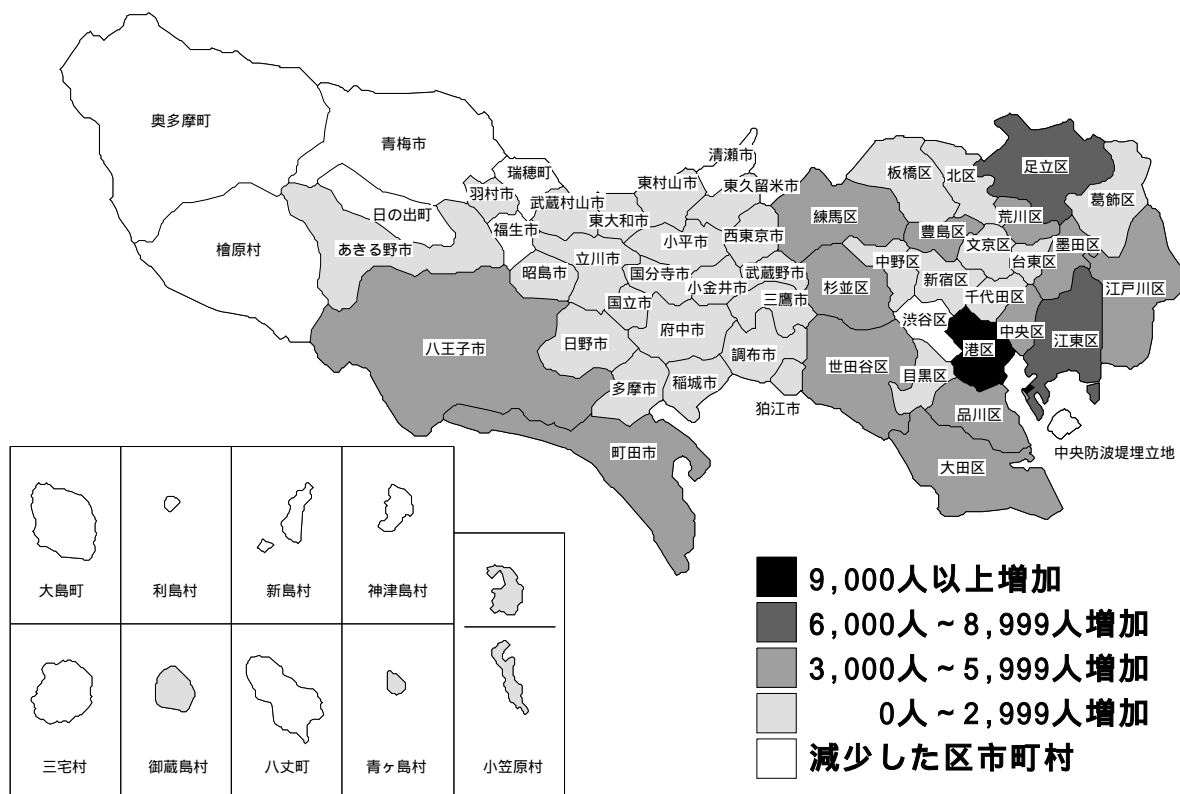 奥多摩町
青梅市
瑞穂町
羽村市
日の出町
檜原村
あきる野市
福生市
武蔵村山市
東大和市
東村山市
清瀬市
東久留米市
昭島市
立川市
小平市
西東京市
国分寺市
小金井市
武蔵野市
三鷹市
国立市
八王子市
日野市
府中市
調布市
多摩市
稲城市
狛江市
町田市
板橋区
北区
足立区
葛飾区
練馬区
豊島区
荒川区
文京区
台東区
墨田区
江戸川区
中野区
杉並区
新宿区
千代田区
渋谷区
中央区
江東区
港区
世田谷区
目黒区
品川区
大田区
中央防波堤埋立地
大島町
利島村
新島村
神津島村
三宅村
御蔵島村
八丈町
青ヶ島村
小笠原村
9,000人以上増加
6,000人~8,999人増加
3,000人~5,999人増加
0人~2,999人増加
減少した区市町村